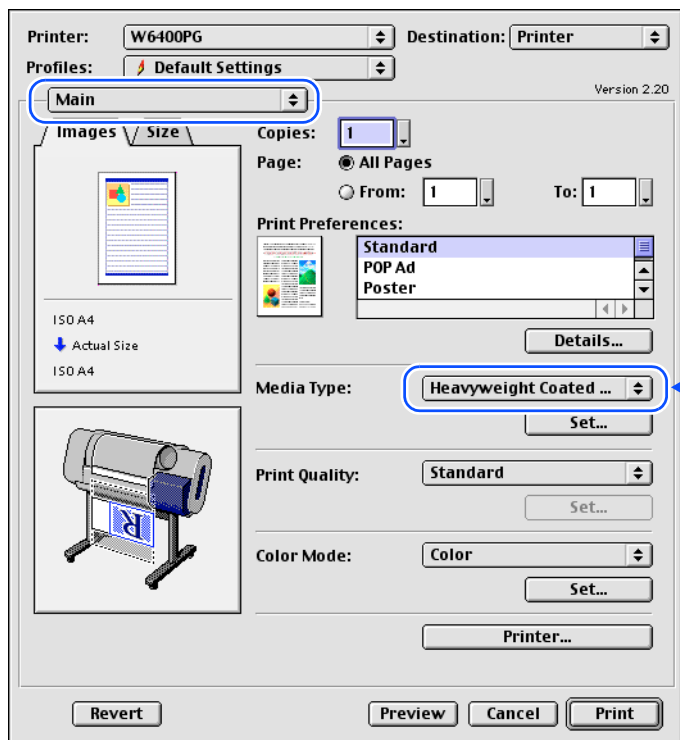 Printer: W6400PG Destination: Printer
Profiles: Default Settings
Version 2.20
Main
Images Size
Copies: 1
Page: All Pages
From: 1 To: 1
Print Preferences:
Standard
POP Ad
Poster
Details...
ISO A4
Actual Size
ISO A4
Media Type: Heavyweight Coated ...
Set...
Print Quality: Standard
Set...
Color Mode: Color
Set...
Printer...
R
Revert Preview Cancel Print